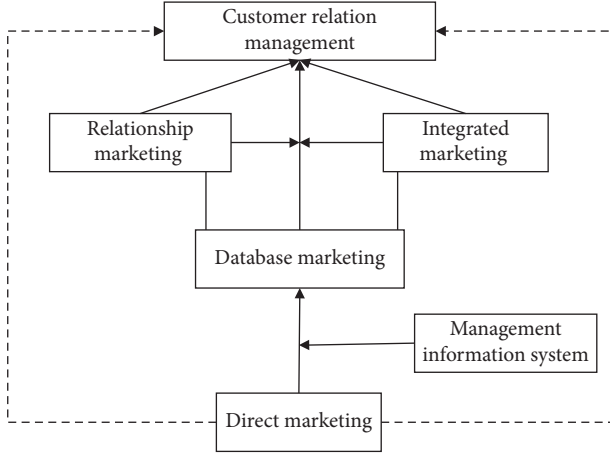 Customer relation
management
Relationship
marketing
Integrated
marketing
Database marketing
Management
information system
Direct marketing